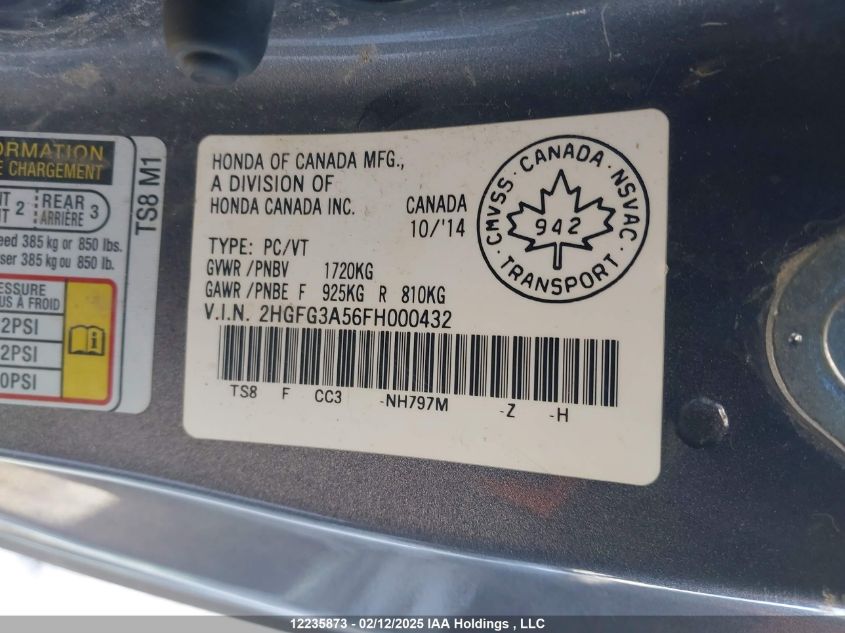 ORMATION
E CHARGEMENT
NT 2 REAR 3
ARRIÈRE
eed 385 kg or 850 lbs.
ser 385 kg ou 850 lb.
TS8 M1
RESSURE
US À FROID
2PSI
2PSI
0PSI
HONDA OF CANADA MFG.,
A DIVISION OF
HONDA CANADA INC. CANADA
10/'14
TYPE: PC/VT
GVWR /PNBV 1720KG
GAWR /PNBE F 925KG R 810KG
V.I.N. 2HGFG3A56FH000432
TS8 F CC3 -NH797M -Z -H
CMVSS · CANADA · NSVAC
942
TRANSPORT
12235873 - 02/12/2025 IAA Holdings , LLC